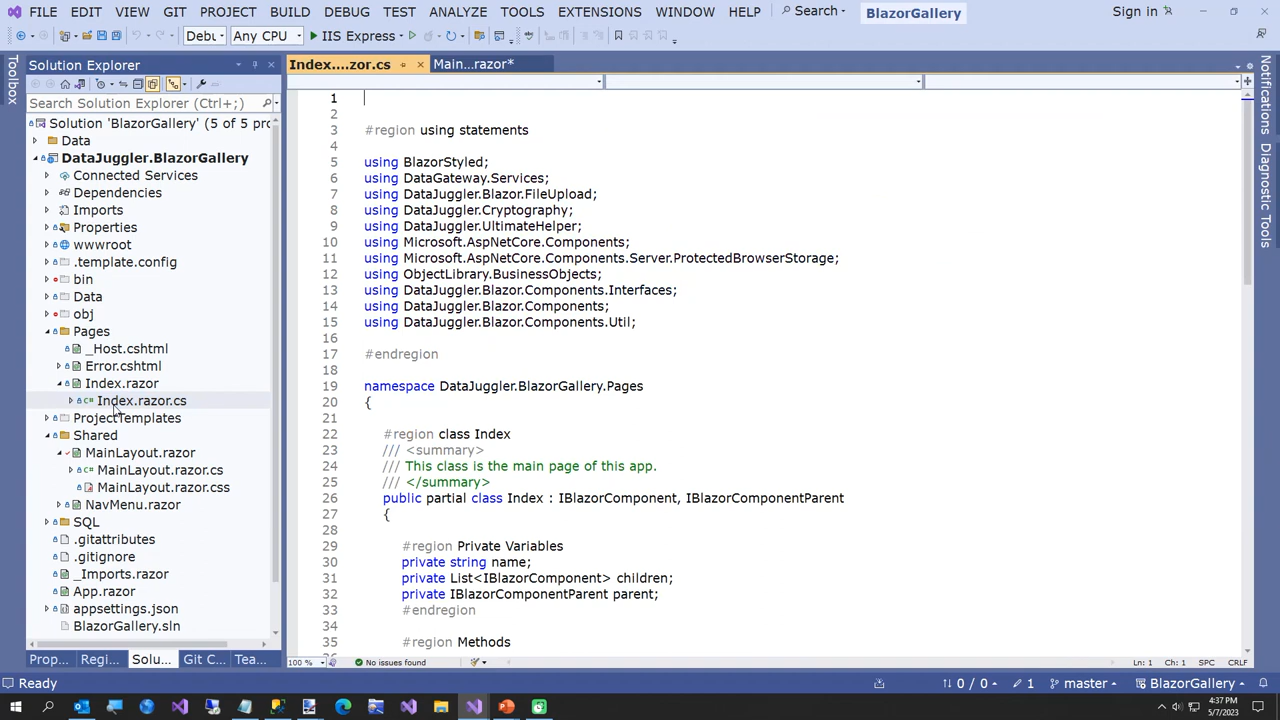 FILE EDIT VIEW GIT PROJECT BUILD DEBUG TEST ANALYZE TOOLS EXTENSIONS WINDOW HELP Search BlazorGallery Sign in
Debu Any CPU IIS Express
Toolbox
Solution Explorer
Search Solution Explorer (Ctrl+;)
Solution 'BlazorGallery' (5 of 5 pro
Data
DataJuggler.BlazorGallery
Connected Services
Dependencies
Imports
Properties
wwwroot
.template.config
bin
Data
obj
Pages
_Host.cshtml
Error.cshtml
Index.razor
C# Index.razor.cs
ProjectTemplates
Shared
MainLayout.razor
C# MainLayout.razor.cs
MainLayout.razor.css
NavMenu.razor
SQL
.gitattributes
.gitignore
_Imports.razor
App.razor
appsettings.json
BlazorGallery.sln
Prop... Regi... Solu... Git C... Tea...
Index....zor.cs Main...razor*
1
2
3 #region using statements
4
5 using BlazorStyled;
6 using DataGateway.Services;
7 using DataJuggler.Blazor.FileUpload;
8 using DataJuggler.Cryptography;
9 using DataJuggler.UltimateHelper;
10 using Microsoft.AspNetCore.Components;
11 using Microsoft.AspNetCore.Components.Server.ProtectedBrowserStorage;
12 using ObjectLibrary.BusinessObjects;
13 using DataJuggler.Blazor.Components.Interfaces;
14 using DataJuggler.Blazor.Components;
15 using DataJuggler.Blazor.Components.Util;
16
17 #endregion
18
19 namespace DataJuggler.BlazorGallery.Pages
20 {
21
22 #region class Index
23 /// <summary>
24 /// This class is the main page of this app.
25 /// </summary>
26 public partial class Index : IBlazorComponent, IBlazorComponentParent
27 {
28
29 #region Private Variables
30 private string name;
31 private List<IBlazorComponent> children;
32 private IBlazorComponentParent parent;
33 #endregion
34
35 #region Methods
100 % No issues found Ln: 1 Ch: 1 SPC CRLF
Notifications
Diagnostic Tools
Ready 0 / 0 1 master BlazorGallery
4:37 PM
5/7/2023